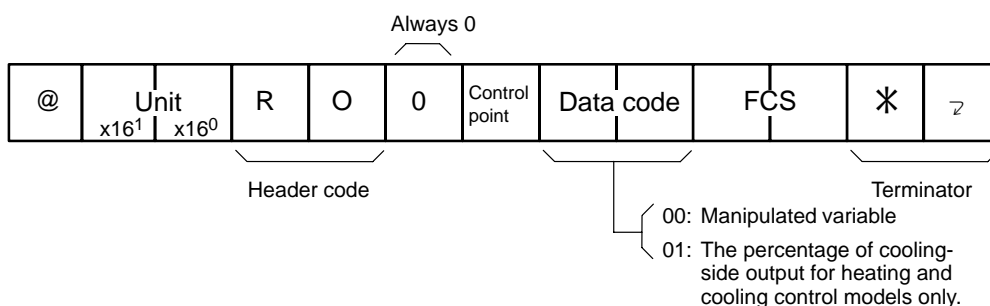 Always 0
@ Unit x16¹ x16⁰ R O 0 Control point Data code FCS * ↵
Header code
Terminator
00: Manipulated variable
01: The percentage of cooling-
side output for heating and
cooling control models only.